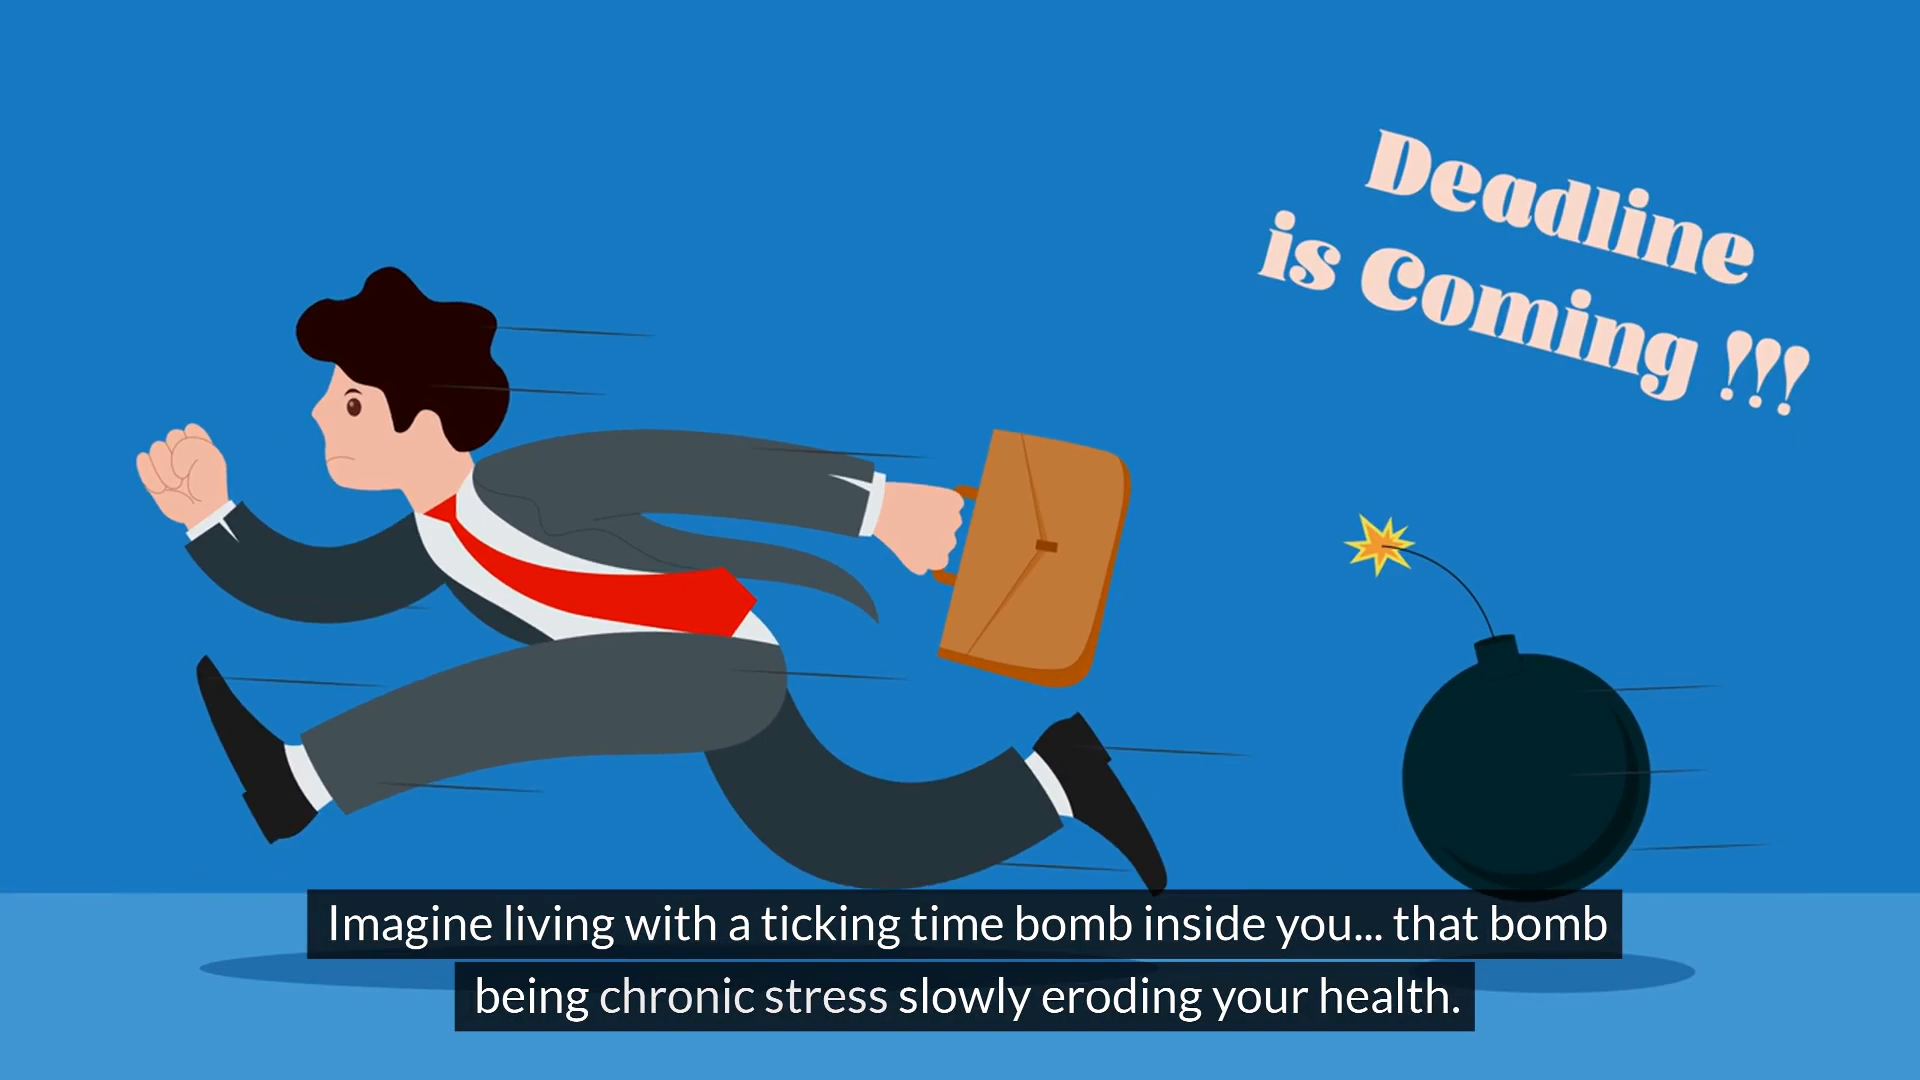 Deadline
is Coming !!!
Imagine living with a ticking time bomb inside you... that bomb
being chronic stress slowly eroding your health.